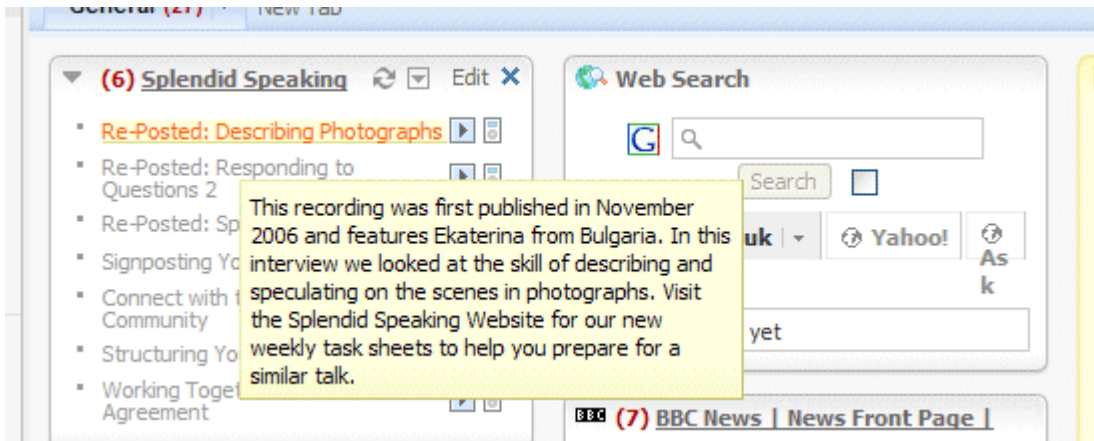 General (27) New Tab
(6) Splendid Speaking Edit
Re-Posted: Describing Photographs
Re-Posted: Responding to
Questions 2
Re-Posted: Sp
Signposting Yo
Connect with t
Community
Structuring Yo
Working Toget
Agreement
This recording was first published in November
2006 and features Ekaterina from Bulgaria. In this
interview we looked at the skill of describing and
speculating on the scenes in photographs. Visit
the Splendid Speaking Website for our new
weekly task sheets to help you prepare for a
similar talk.
Web Search
G
Search
uk Yahoo! As
k
yet
BBC (7) BBC News | News Front Page |